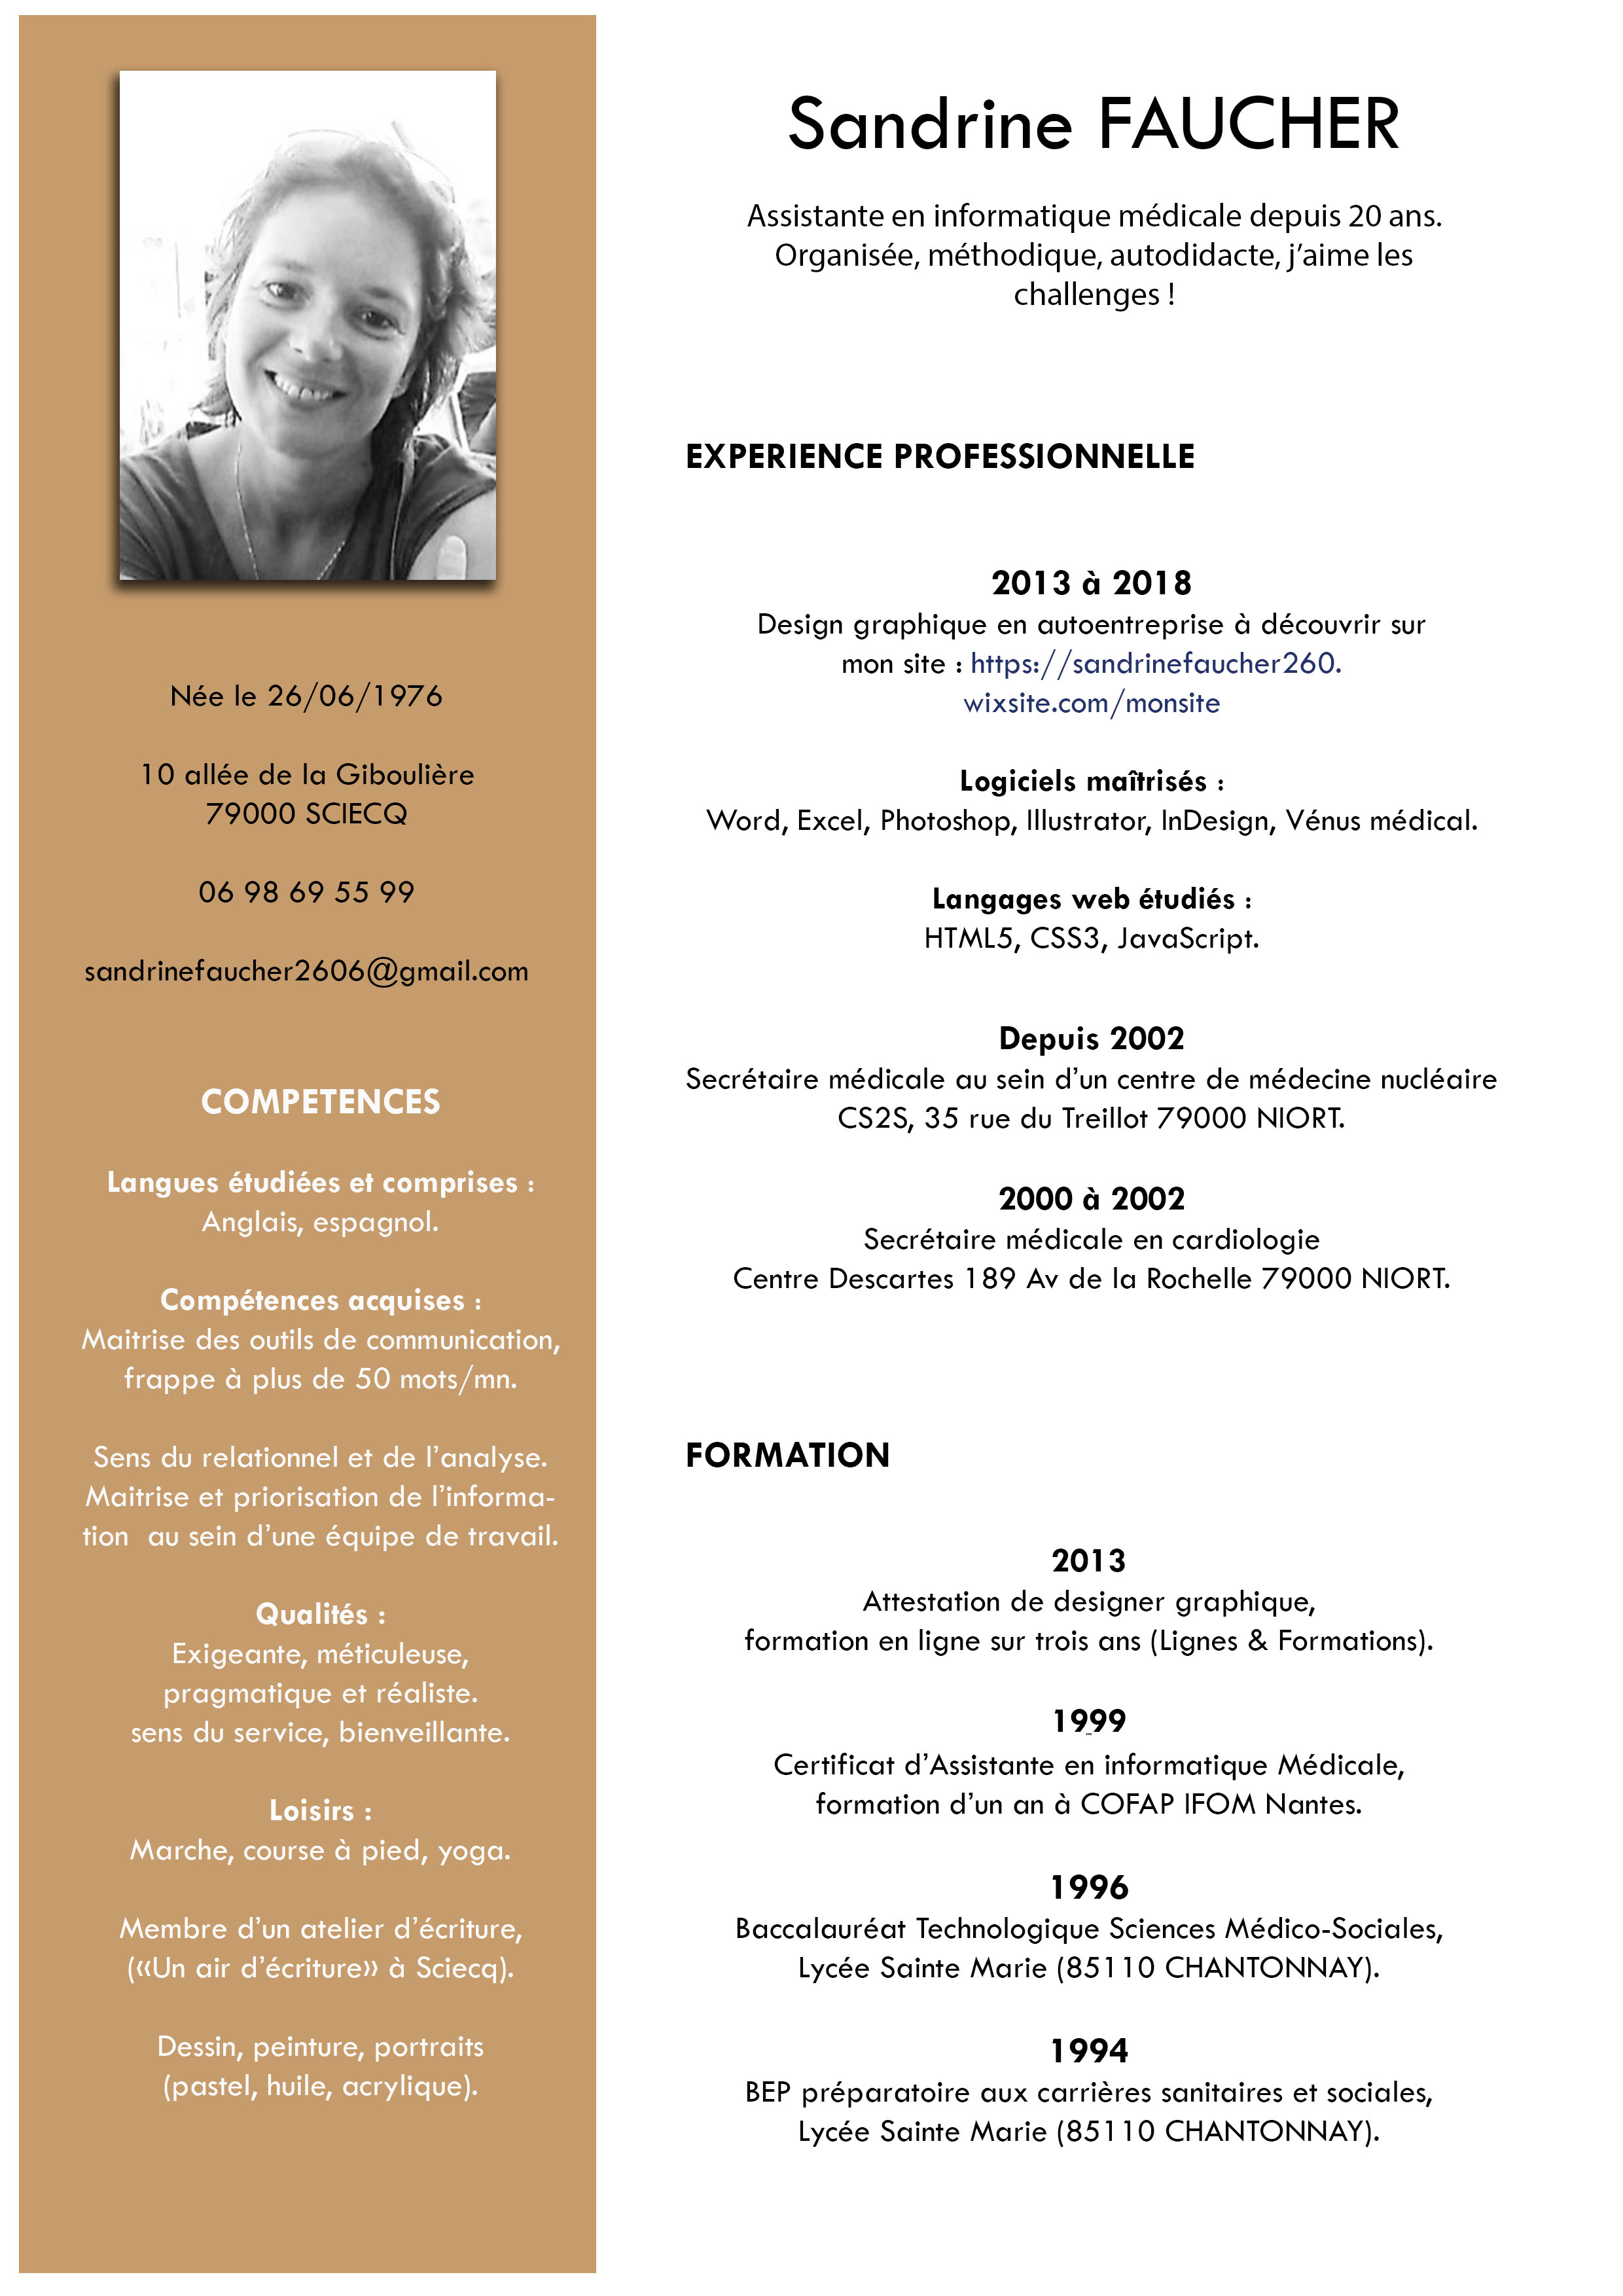 Sandrine FAUCHER
Assistante en informatique médicale depuis 20 ans.
Organisée, méthodique, autodidacte, j’aime les
challenges !
Née le 26/06/1976
10 allée de la Giboulière
79000 SCIECQ
06 98 69 55 99
sandrinefaucher2606@gmail.com
COMPETENCES
Langues étudiées et comprises :
Anglais, espagnol.
Compétences acquises :
Maitrise des outils de communication,
frappe à plus de 50 mots/mn.
Sens du relationnel et de l’analyse.
Maitrise et priorisation de l’informa-
tion au sein d’une équipe de travail.
Qualités :
Exigeante, méticuleuse,
pragmatique et réaliste.
sens du service, bienveillante.
Loisirs :
Marche, course à pied, yoga.
Membre d’un atelier d’écriture,
(«Un air d’écriture» à Sciecq).
Dessin, peinture, portraits
(pastel, huile, acrylique).
EXPERIENCE PROFESSIONNELLE
2013 à 2018
Design graphique en autoentreprise à découvrir sur
mon site : https://sandrinefaucher260.
wixsite.com/monsite
Logiciels maîtrisés :
Word, Excel, Photoshop, Illustrator, InDesign, Vénus médical.
Langages web étudiés :
HTML5, CSS3, JavaScript.
Depuis 2002
Secrétaire médicale au sein d’un centre de médecine nucléaire
CS2S, 35 rue du Treillot 79000 NIORT.
2000 à 2002
Secrétaire médicale en cardiologie
Centre Descartes 189 Av de la Rochelle 79000 NIORT.
FORMATION
2013
Attestation de designer graphique,
formation en ligne sur trois ans (Lignes & Formations).
1999
Certificat d’Assistante en informatique Médicale,
formation d’un an à COFAP IFOM Nantes.
1996
Baccalauréat Technologique Sciences Médico-Sociales,
Lycée Sainte Marie (85110 CHANTONNAY).
1994
BEP préparatoire aux carrières sanitaires et sociales,
Lycée Sainte Marie (85110 CHANTONNAY).